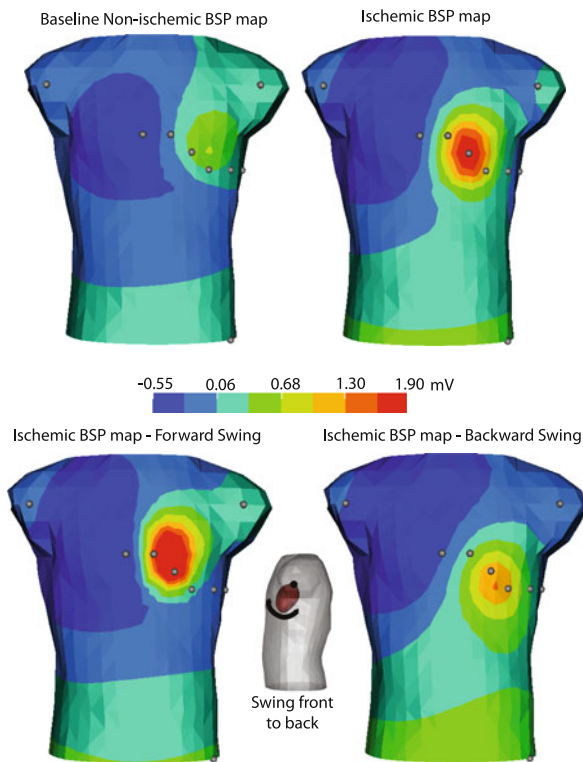 Baseline Non-ischemic BSP map
Ischemic BSP map
-0.55 0.06 0.68 1.30 1.90 mV
Ischemic BSP map - Forward Swing
Ischemic BSP map - Backward Swing
Swing front
to back